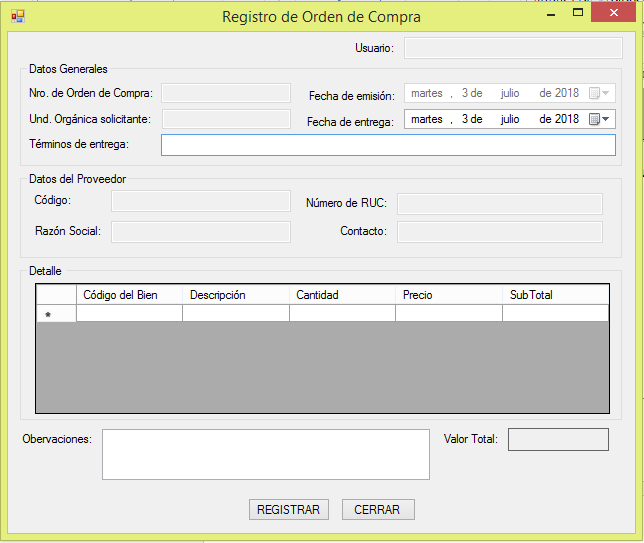 Registro de Orden de Compra
Usuario:
Datos Generales
Nro. de Orden de Compra:
Fecha de emisión: martes , 3 de julio de 2018
Und. Orgánica solicitante:
Fecha de entrega: martes , 3 de julio de 2018
Términos de entrega:
Datos del Proveedor
Código:
Número de RUC:
Razón Social:
Contacto:
Detalle
Código del Bien Descripción Cantidad Precio SubTotal
*
Obervaciones:
Valor Total:
REGISTRAR CERRAR